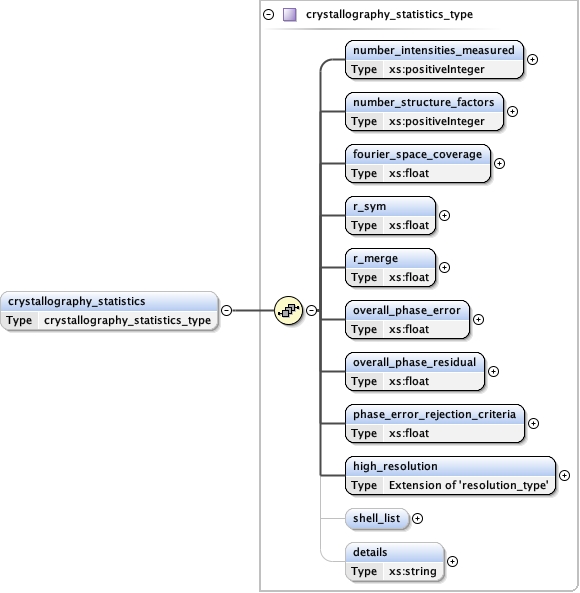 crystallography_statistics_type
number_intensities_measured
Type xs:positiveInteger
number_structure_factors
Type xs:positiveInteger
fourier_space_coverage
Type xs:float
r_sym
Type xs:float
r_merge
Type xs:float
crystallography_statistics
Type crystallography_statistics_type
overall_phase_error
Type xs:float
overall_phase_residual
Type xs:float
phase_error_rejection_criteria
Type xs:float
high_resolution
Type Extension of 'resolution_type'
shell_list
details
Type xs:string